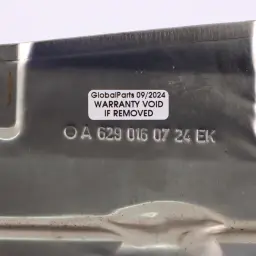 GlobalParts 09/2024
WARRANTY VOID
IF REMOVED
A 629 016 07 24 EK